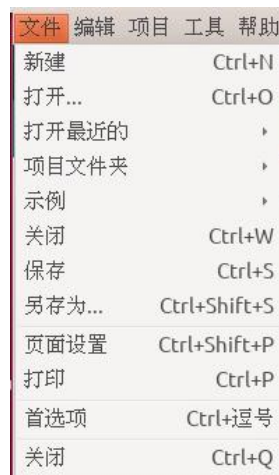 文件 编辑 项目 工具 帮助
新建 Ctrl+N
打开... Ctrl+O
打开最近的
项目文件夹
示例
关闭 Ctrl+W
保存 Ctrl+S
另存为... Ctrl+Shift+S
页面设置 Ctrl+Shift+P
打印 Ctrl+P
首选项 Ctrl+逗号
关闭 Ctrl+Q